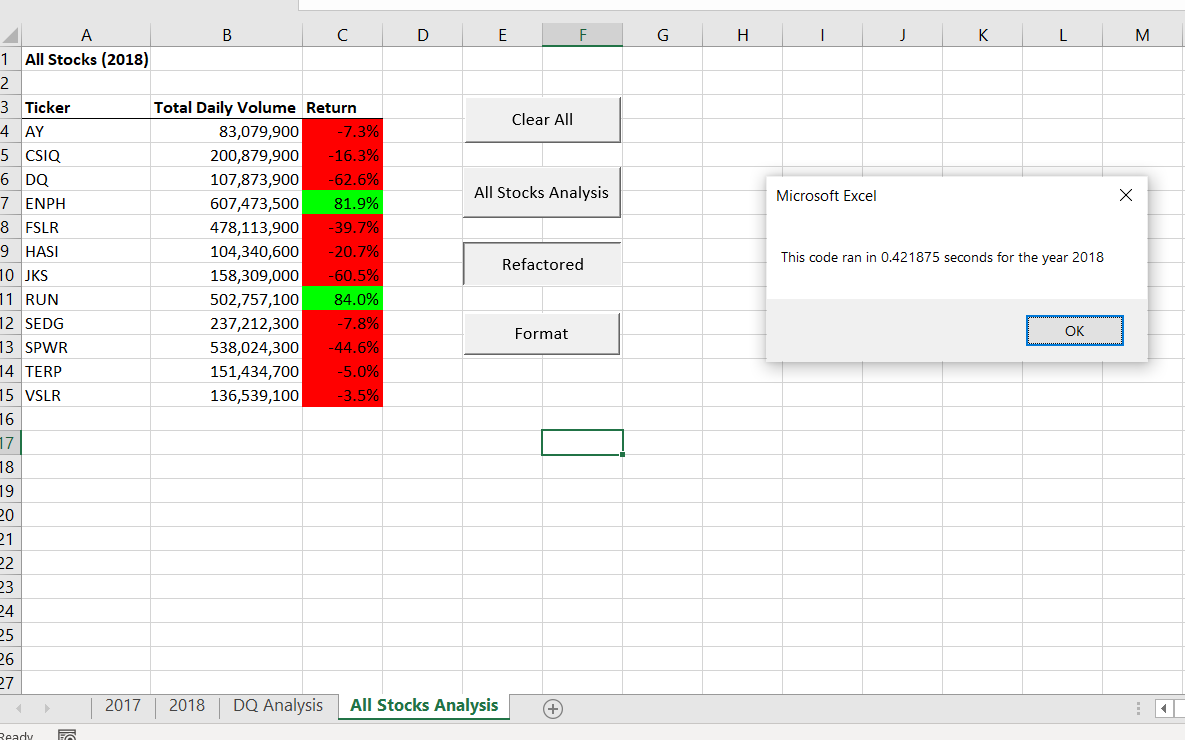 A B C D E F G H I J K L M
1 All Stocks (2018)
2
3 Ticker Total Daily Volume Return
4 AY 83,079,900 -7.3%
Clear All
5 CSIQ 200,879,900 -16.3%
6 DQ 107,873,900 -62.6%
All Stocks Analysis
Microsoft Excel
7 ENPH 607,473,500 81.9%
8 FSLR 478,113,900 -39.7%
9 HASI 104,340,600 -20.7%
This code ran in 0.421875 seconds for the year 2018
Refactored
10 JKS 158,309,000 -60.5%
11 RUN 502,757,100 84.0%
12 SEDG 237,212,300 -7.8%
Format
OK
13 SPWR 538,024,300 -44.6%
14 TERP 151,434,700 -5.0%
15 VSLR 136,539,100 -3.5%
16
17
18
19
20
21
22
23
24
25
26
27
2017 2018 DQ Analysis All Stocks Analysis
Ready